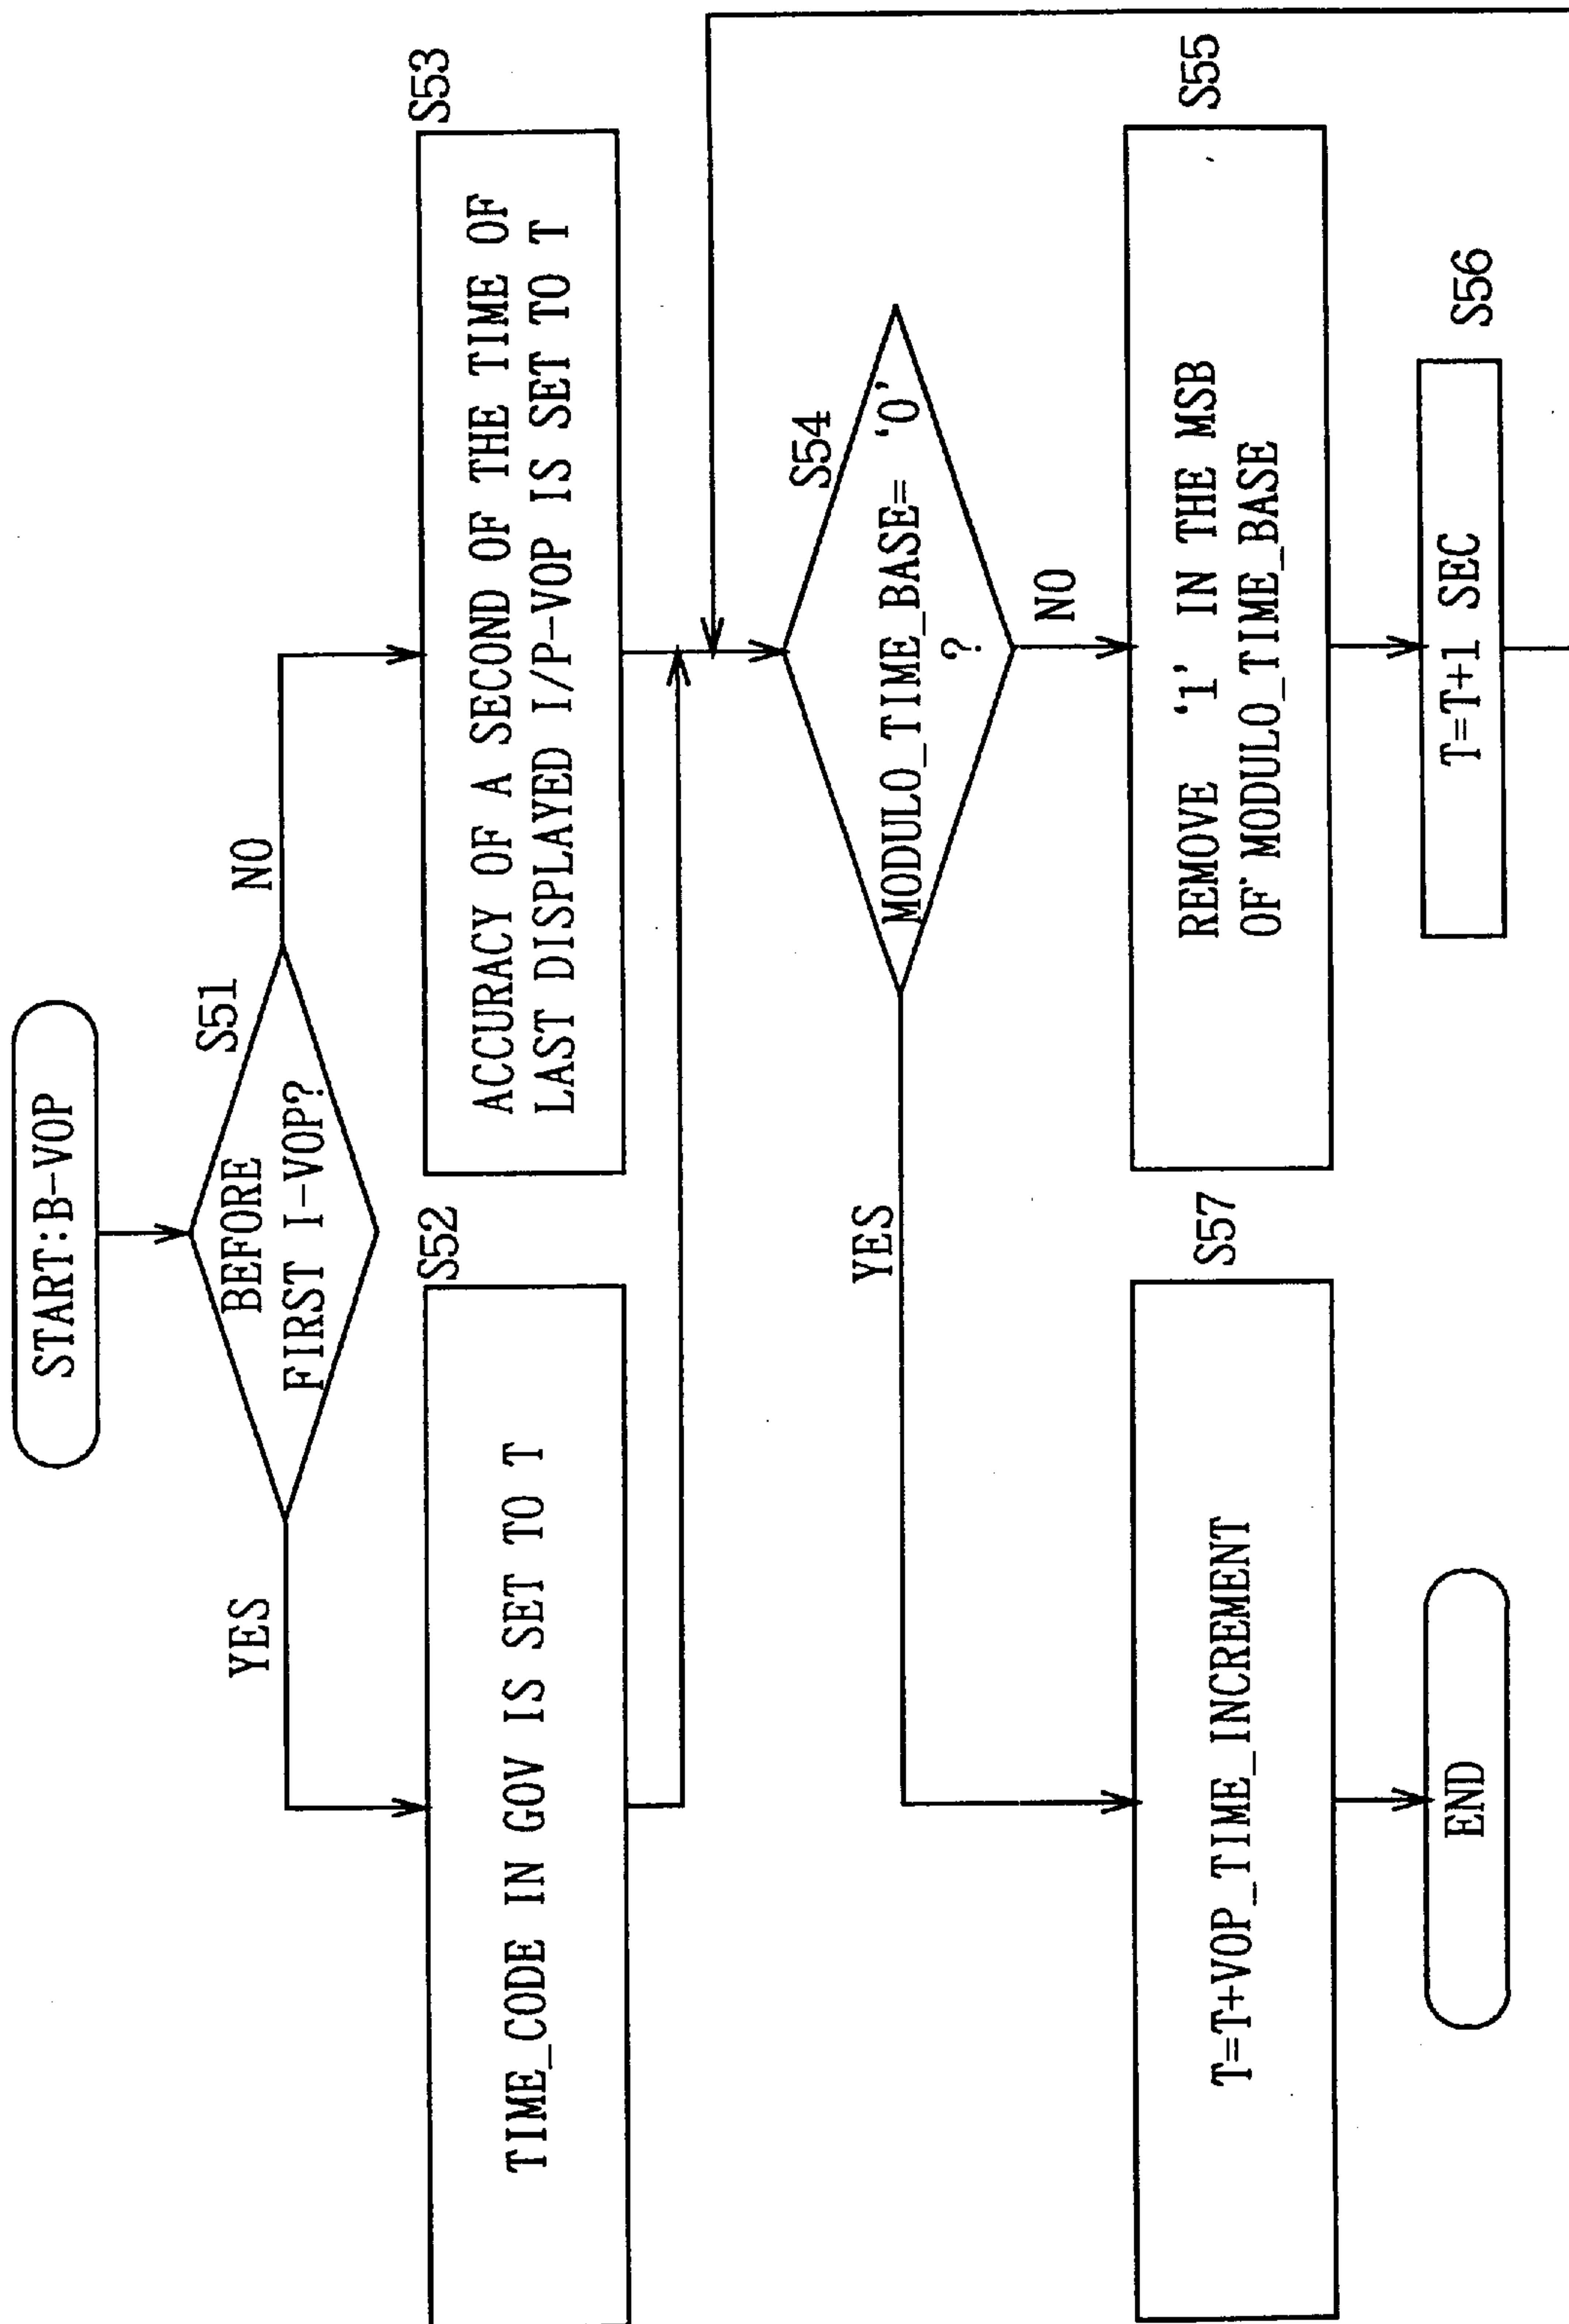 START:B-VOP
S51
BEFORE
FIRST I-VOP?
YES
NO
S52
TIME_CODE IN GOV IS SET TO T
S53
ACCURACY OF A SECOND OF THE TIME OF
LAST DISPLAYED I/P-VOP IS SET TO T
S54
MODULO_TIME_BASE= ‘0’
?
YES
NO
S57
T=T+VOP_TIME_INCREMENT
S55
REMOVE ‘1’ IN THE MSB
OF MODULO_TIME_BASE
END
S56
T=T+1 SEC